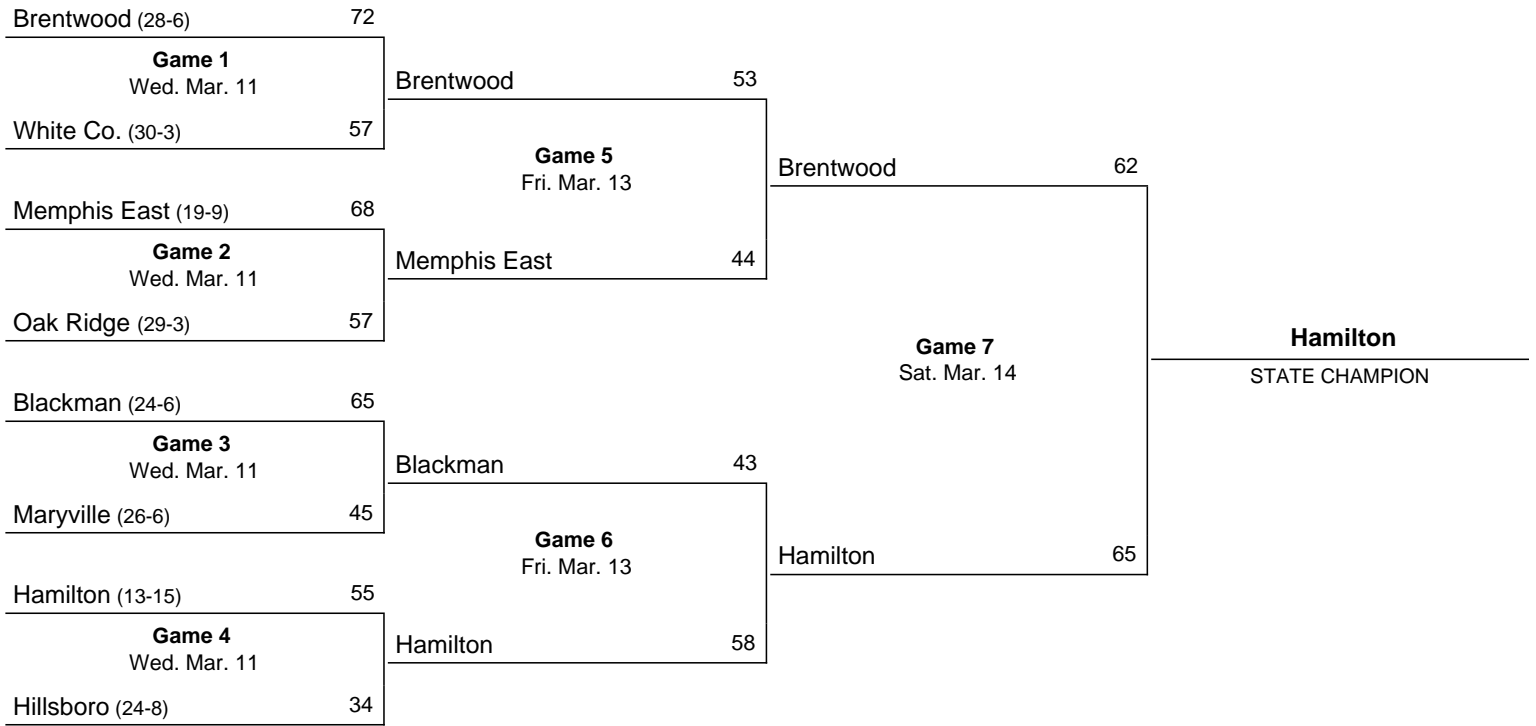 Brentwood (28-6) 72
Game 1
Wed. Mar. 11
White Co. (30-3) 57
Memphis East (19-9) 68
Game 2
Wed. Mar. 11
Oak Ridge (29-3) 57
Blackman (24-6) 65
Game 3
Wed. Mar. 11
Maryville (26-6) 45
Hamilton (13-15) 55
Game 4
Wed. Mar. 11
Hillsboro (24-8) 34
Brentwood 53
Game 5
Fri. Mar. 13
Memphis East 44
Blackman 43
Game 6
Fri. Mar. 13
Hamilton 58
Brentwood 62
Game 7
Sat. Mar. 14
Hamilton 65
Hamilton
STATE CHAMPION